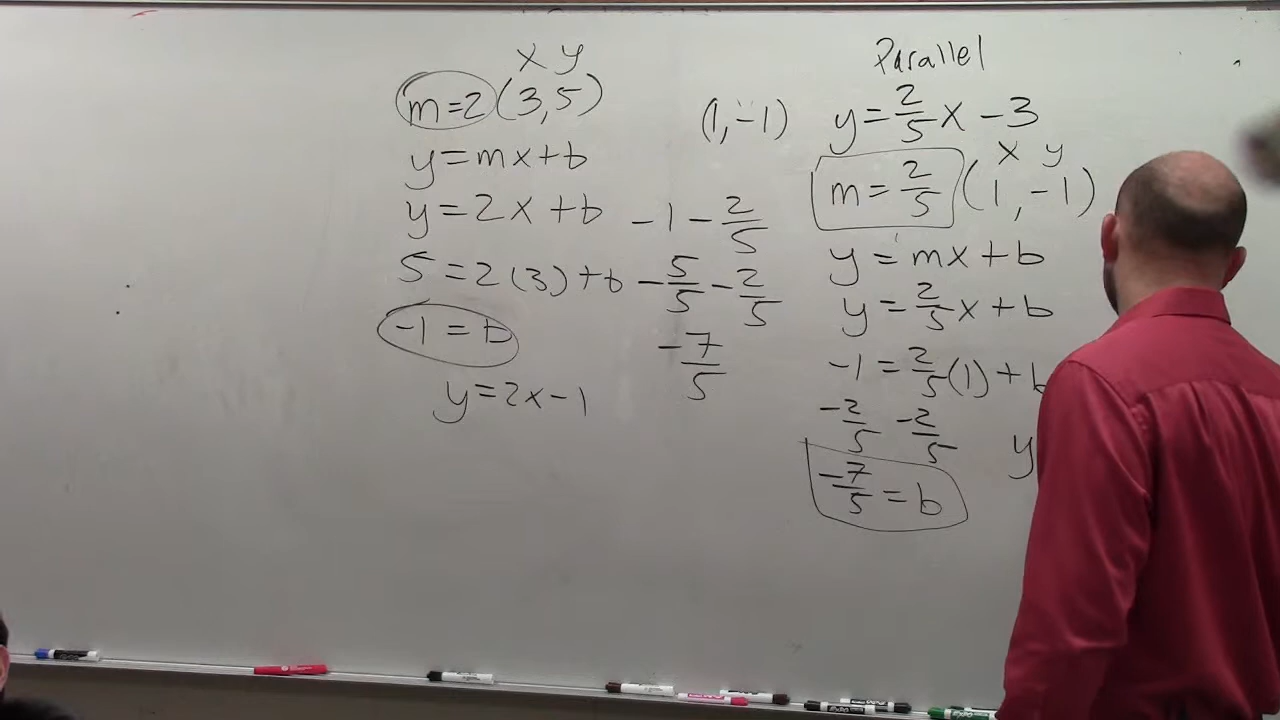 x y
m=2 (3,5)
y=mx+b
y=2x+b
5=2(3)+b
-1=b
y=2x-1
(1,-1)
-1-2/5
-5/5-2/5
-7/5
Parallel
y=2/5x-3
x y
m=2/5 (1,-1)
y=mx+b
y=2/5x+b
-1=2/5(1)+b
-2/5 -2/5
-7/5=b
y